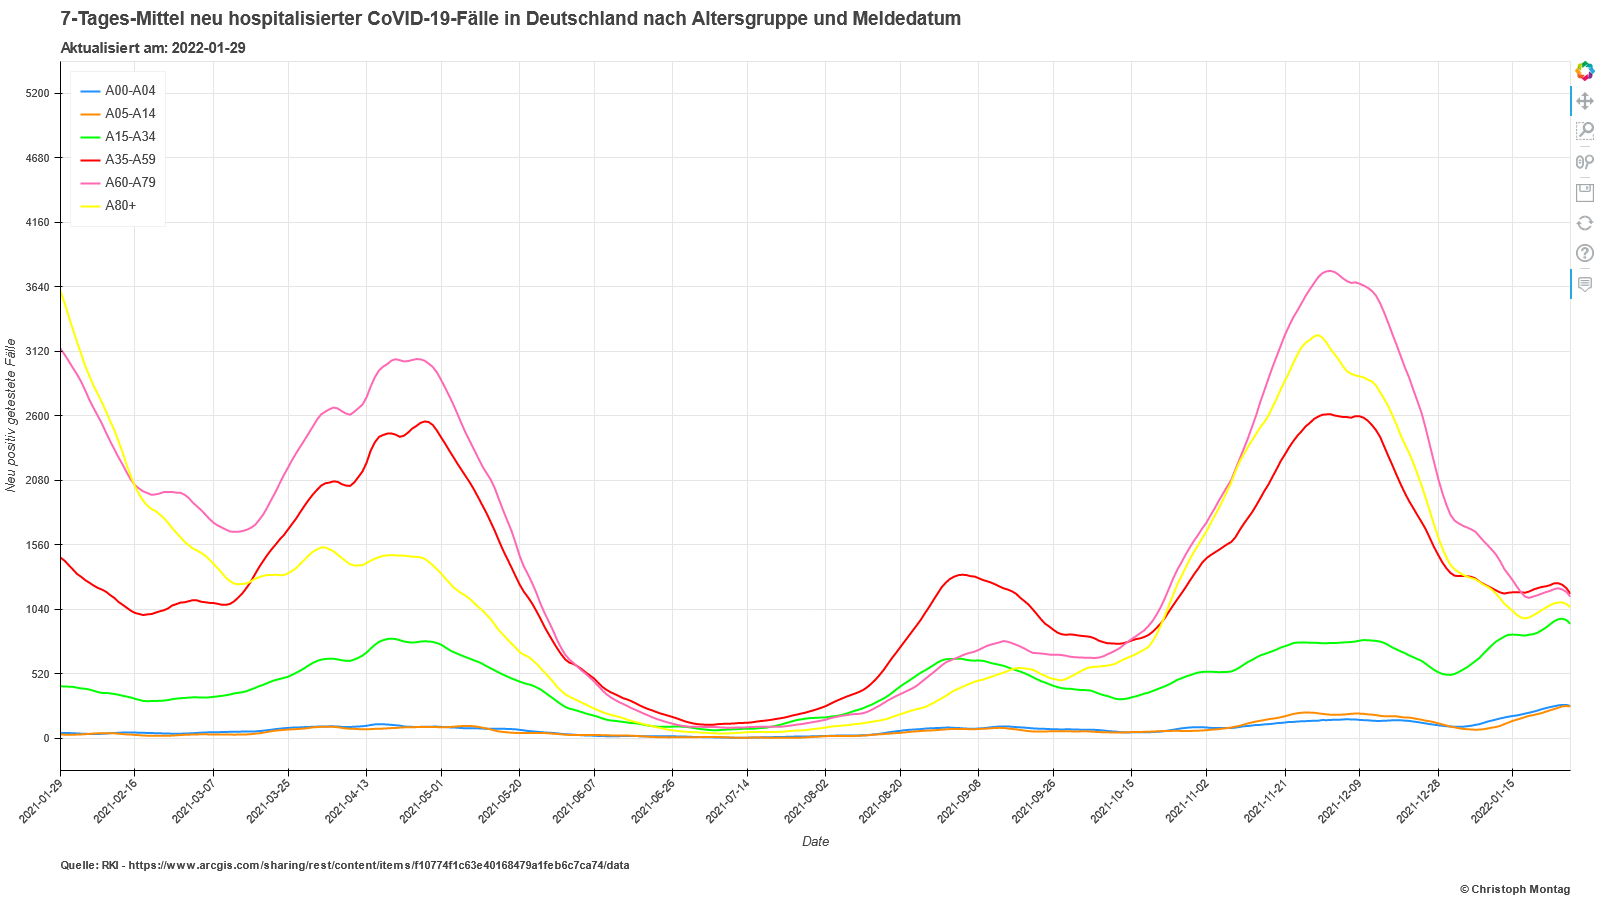 7-Tages-Mittel neu hospitalisierter CoVID-19-Fälle in Deutschland nach Altersgruppe und Meldedatum
Aktualisiert am: 2022-01-29
A00-A04
A05-A14
A15-A34
A35-A59
A60-A79
A80+
5200
4680
4160
3640
3120
2600
2080
1560
1040
520
0
Neu positiv getestete Fälle
2021-01-29
2021-02-16
2021-03-07
2021-03-25
2021-04-13
2021-05-01
2021-05-20
2021-06-07
2021-06-26
2021-07-14
2021-08-02
2021-08-20
2021-09-08
2021-09-26
2021-10-15
2021-11-02
2021-11-21
2021-12-09
2021-12-28
2022-01-15
Date
Quelle: RKI - https://www.arcgis.com/sharing/rest/content/items/f10774f1c63e40168479a1feb6c7ca74/data
© Christoph Montag